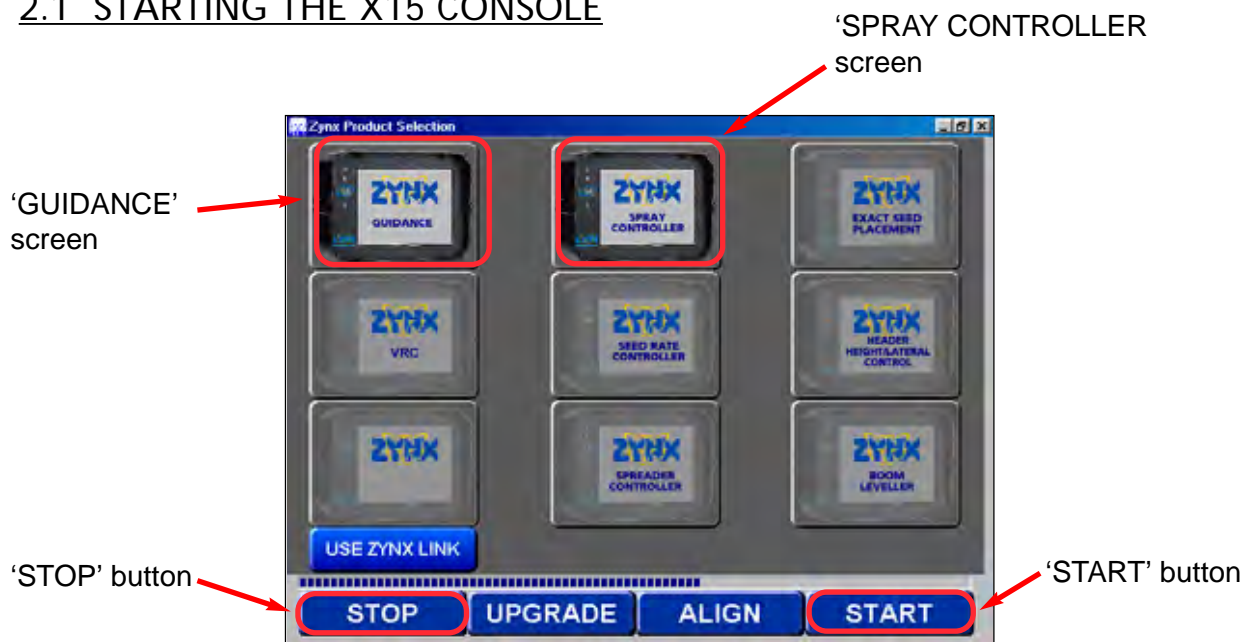 2.1 STARTING THE X15 CONSOLE
‘SPRAY CONTROLLER
screen
Zynx Product Selection
‘GUIDANCE’
screen
ZYNX
GUIDANCE
ZYNX
SPRAY
CONTROLLER
ZYNX
EXACT SEED
PLACEMENT
ZYNX
VRC
ZYNX
SEED RATE
CONTROLLER
ZYNX
HEADER
HEIGHT&LATERAL
CONTROL
ZYNX
ZYNX
SPREADER
CONTROLLER
ZYNX
BOOM
LEVELLER
USE ZYNX LINK
‘STOP’ button
‘START’ button
STOP
UPGRADE
ALIGN
START